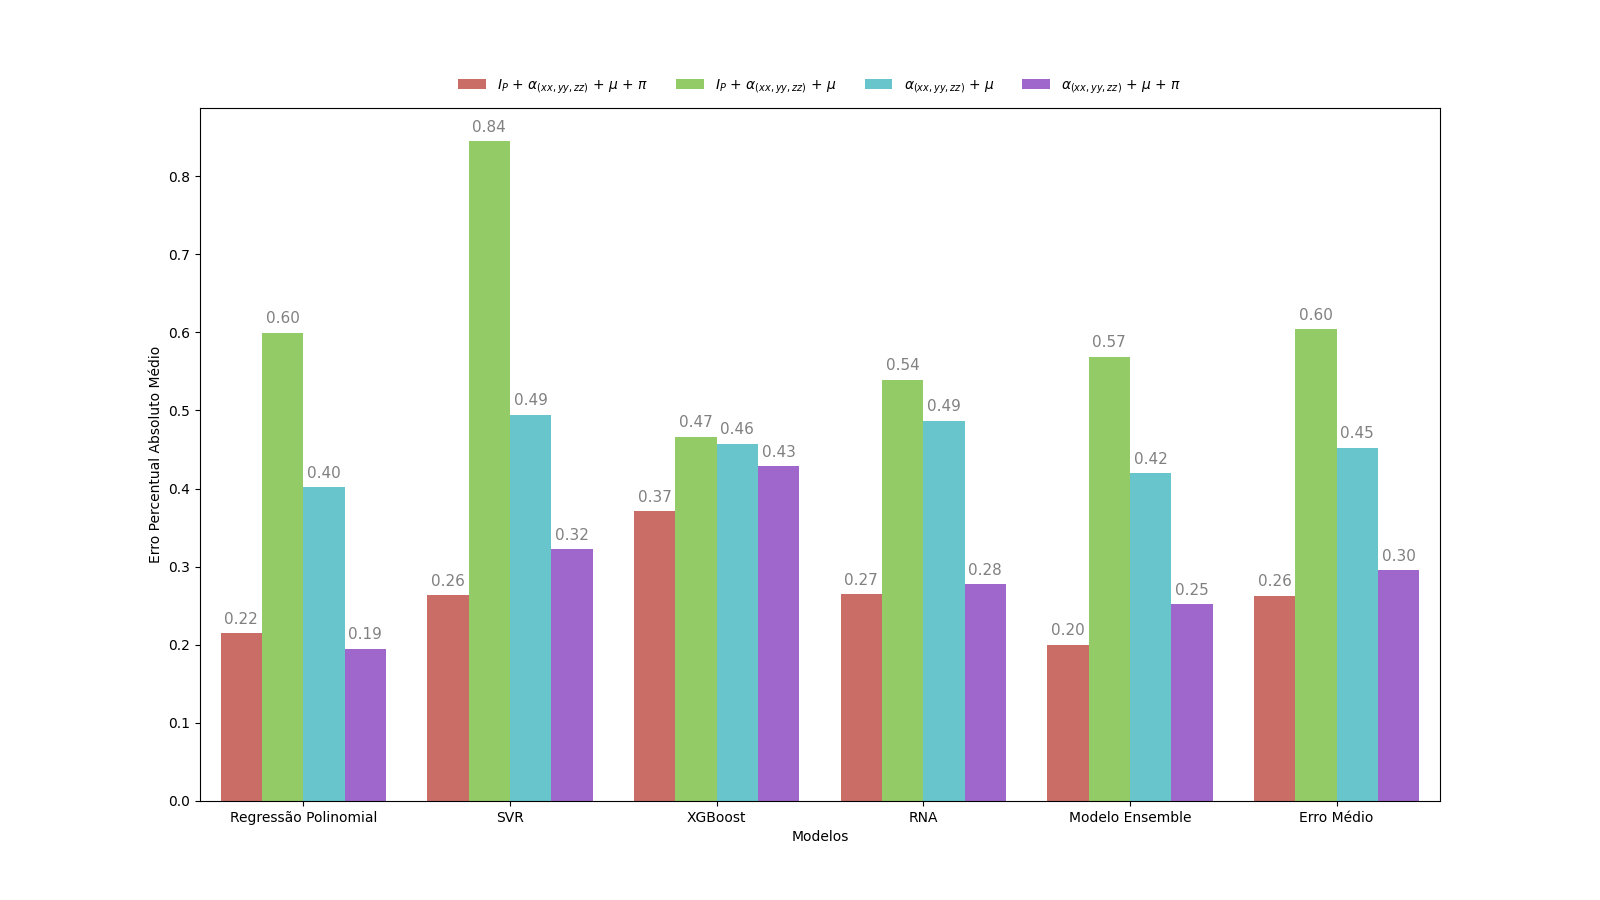 I_P + α_(xx,yy,zz) + μ + π I_P + α_(xx,yy,zz) + μ α_(xx,yy,zz) + μ α_(xx,yy,zz) + μ + π
Erro Percentual Absoluto Médio
0.8
0.7
0.6
0.5
0.4
0.3
0.2
0.1
0.0
0.22 0.60 0.40 0.19
0.26 0.84 0.49 0.32
0.37 0.47 0.46 0.43
0.27 0.54 0.49 0.28
0.20 0.57 0.42 0.25
0.26 0.60 0.45 0.30
Regressão Polinomial SVR XGBoost RNA Modelo Ensemble Erro Médio
Modelos